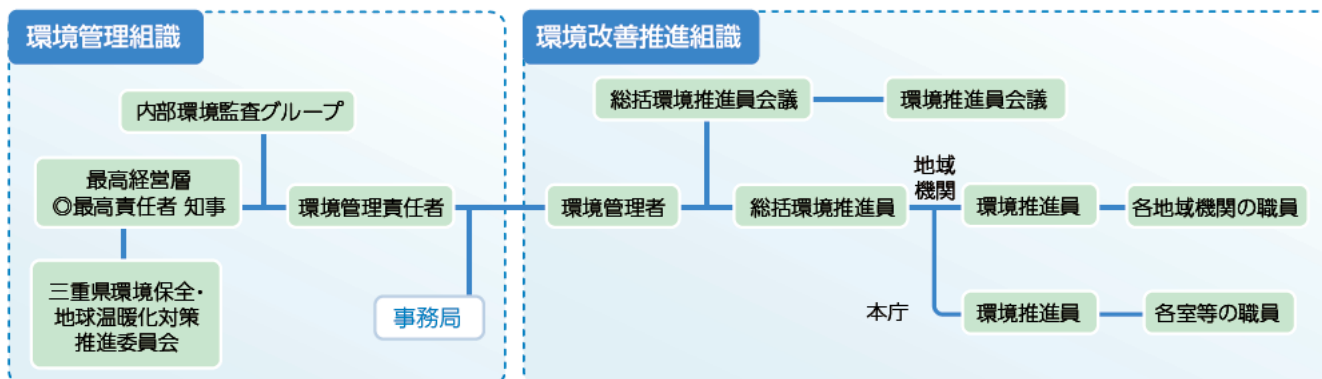 環境管理組織
内部環境監査グループ
最高経営層
◎最高責任者 知事
環境管理責任者
三重県環境保全・
地球温暖化対策
推進委員会
事務局
環境改善推進組織
総括環境推進員会議
環境推進員会議
環境管理者
総括環境推進員
地域
機関
環境推進員
各地域機関の職員
本庁
環境推進員
各室等の職員